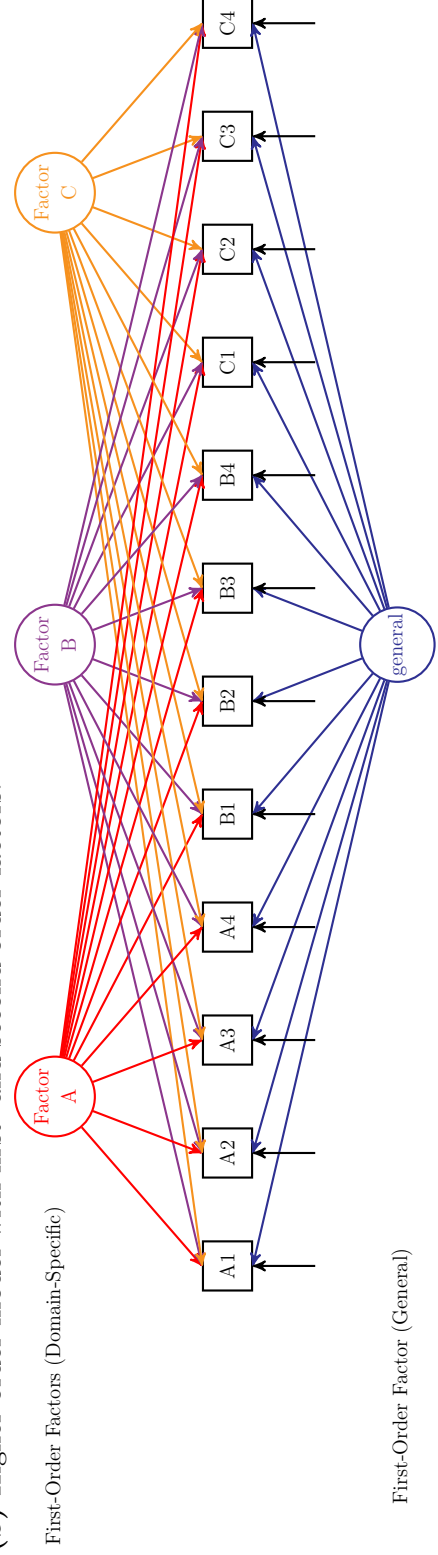 First-Order Factors (Domain-Specific)
Factor
A
Factor
B
Factor
C
A1
A2
A3
A4
B1
B2
B3
B4
C1
C2
C3
C4
general
First-Order Factor (General)